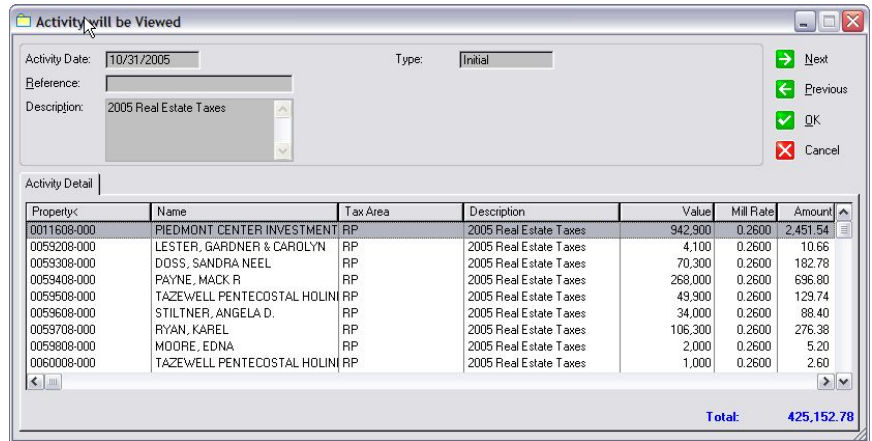 Activity will be Viewed
Activity Date: 10/31/2005 Type: Initial Next
Reference: Previous
Description: 2005 Real Estate Taxes OK
Cancel
Activity Detail
Property< Name Tax Area Description Value Mill Rate Amount
0011608-000 PIEDMONT CENTER INVESTMENT RP 2005 Real Estate Taxes 942,900 0.2600 2,451.54
0059208-000 LESTER, GARDNER & CAROLYN RP 2005 Real Estate Taxes 4,100 0.2600 10.66
0059308-000 DOSS, SANDRA NEEL RP 2005 Real Estate Taxes 70,300 0.2600 182.78
0059408-000 PAYNE, MACK R RP 2005 Real Estate Taxes 268,000 0.2600 696.80
0059508-000 TAZEWELL PENTECOSTAL HOLINI RP 2005 Real Estate Taxes 49,900 0.2600 129.74
0059608-000 STILTNER, ANGELA D. RP 2005 Real Estate Taxes 34,000 0.2600 88.40
0059708-000 RYAN, KAREL RP 2005 Real Estate Taxes 106,300 0.2600 276.38
0059808-000 MOORE, EDNA RP 2005 Real Estate Taxes 2,000 0.2600 5.20
0060008-000 TAZEWELL PENTECOSTAL HOLINI RP 2005 Real Estate Taxes 1,000 0.2600 2.60
Total: 425,152.78